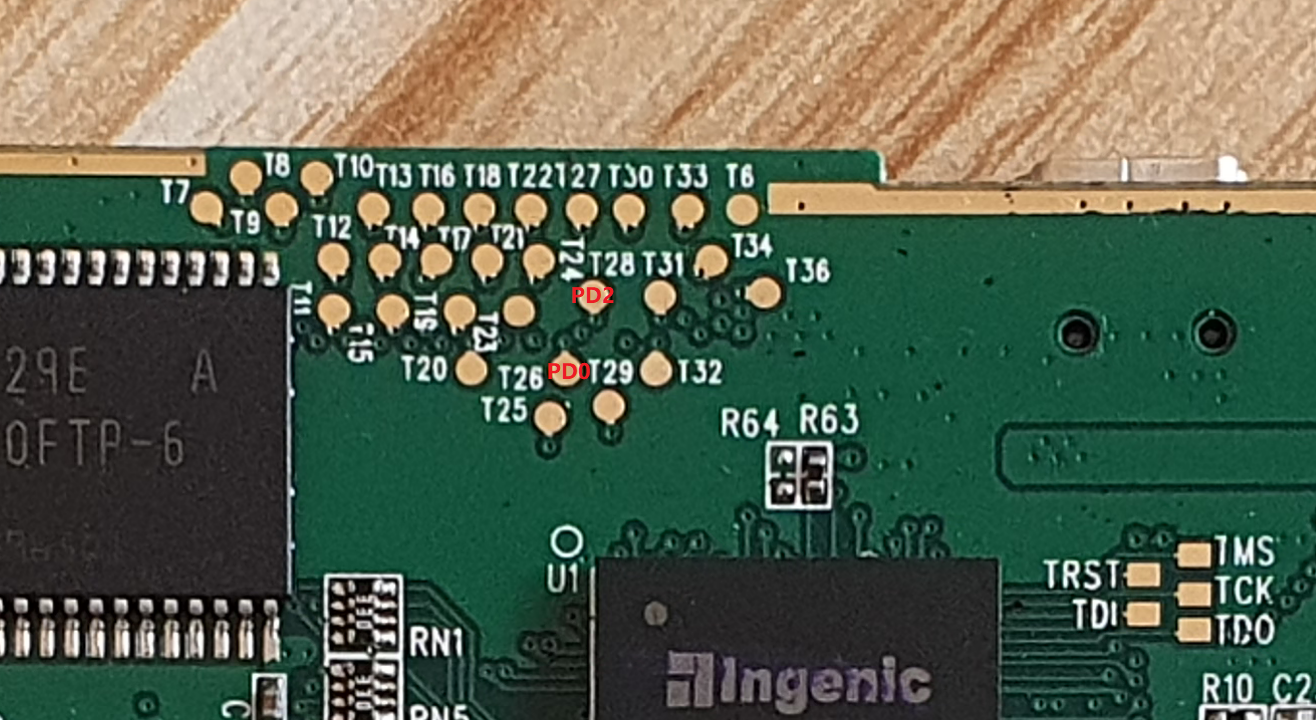 T8 T10 T13 T16 T18 T22 T27 T30 T33 T6
T7 T9 T12 T14 T17 T21 T24 T34
T28 T31 T36
T11 T15 T19 T23 PD2
T20 T26 PD0 T29 T32
T25
29E A
0FTP-6
R64 R63
U1
TMS
TRST
TCK
TDI
TDO
RN1
Ingenic
R10 C2
RN5
C